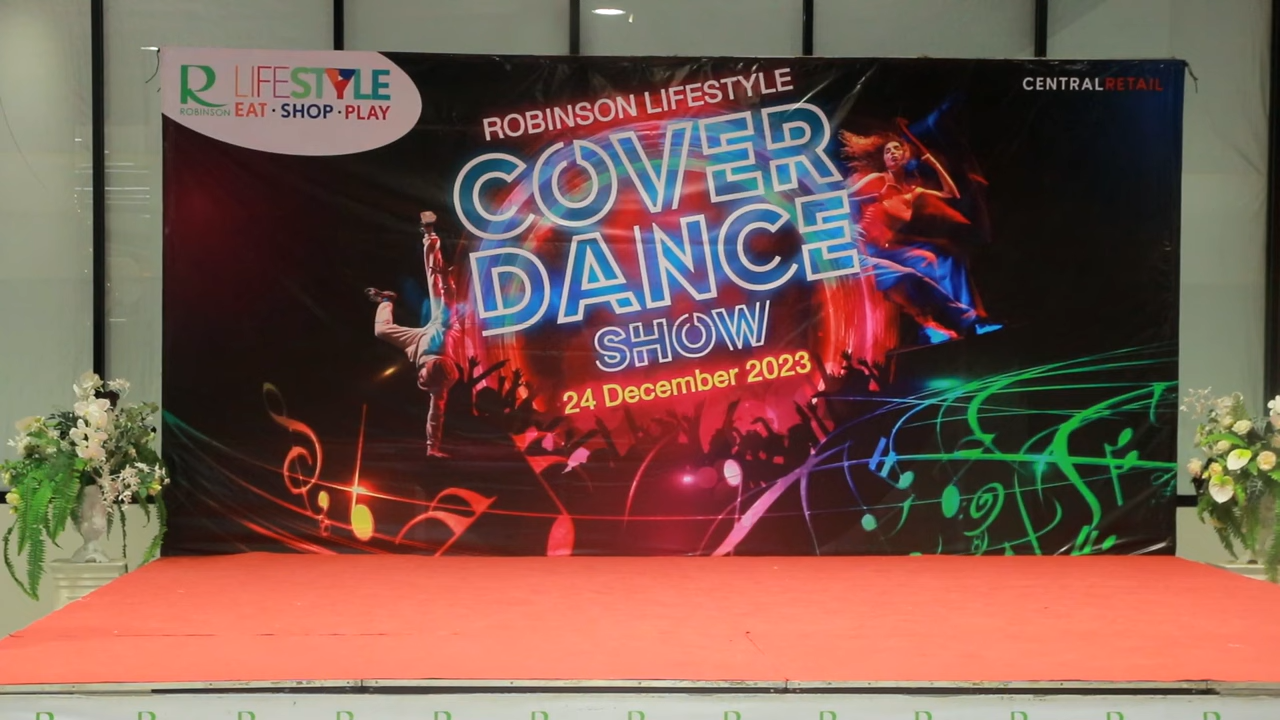 R
ROBINSON
LIFESTYLE
EAT · SHOP · PLAY
CENTRALRETAIL
ROBINSON LIFESTYLE
COVER
DANCE
SHOW
24 December 2023